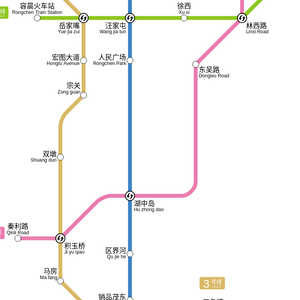 容晨火车站
Rongchen Train Station
徐西
Xu xi
岳家嘴
Yue jia zui
汪家屯
Wang jia tun
林西路
Linxi Road
宏图大道
Hongtu Avenue
人民广场
Rongchen Park
东吴路
Dongwu Road
宗关
Zong guan
双墩
Shuang dun
湖中岛
Hu zhong dao
秦利路
Qinli Road
积玉桥
Ji yu qiao
区界河
Qu jie he
马房
Ma fang
3号线
销品茂东